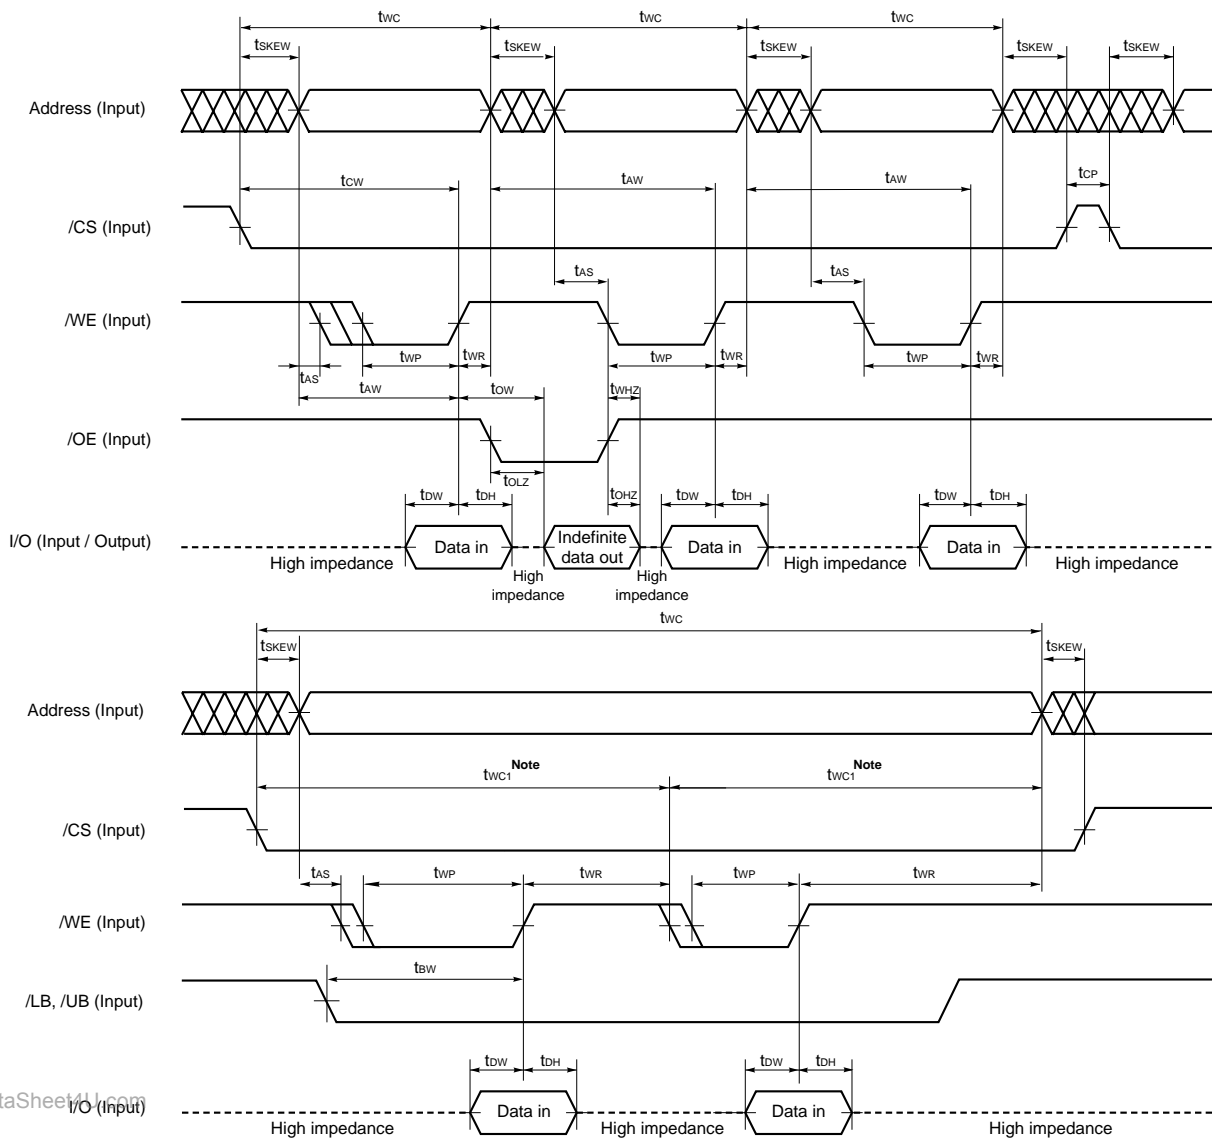 tWC tWC tWC
tSKEW tSKEW tSKEW tSKEW tSKEW
Address (Input)
tCW tAW tAW tCP
/CS (Input)
tAS tAS
/WE (Input)
tWP tWR tWP tWR tWP tWR
tAS
tAW tOW tWHZ
/OE (Input)
tOLZ tOHZ
tDW tDH tDW tDH tDW tDH
I/O (Input / Output)
Data in Indefinite data out Data in Data in
High impedance High impedance High impedance High impedance High impedance
tWC
tSKEW tSKEW
Address (Input)
tWC1 Note tWC1 Note
/CS (Input)
tAS tWP tWR tWP tWR
/WE (Input)
tBW
/LB, /UB (Input)
tDW tDH tDW tDH
taSheet4U.com
I/O (Input)
Data in Data in
High impedance High impedance High impedance